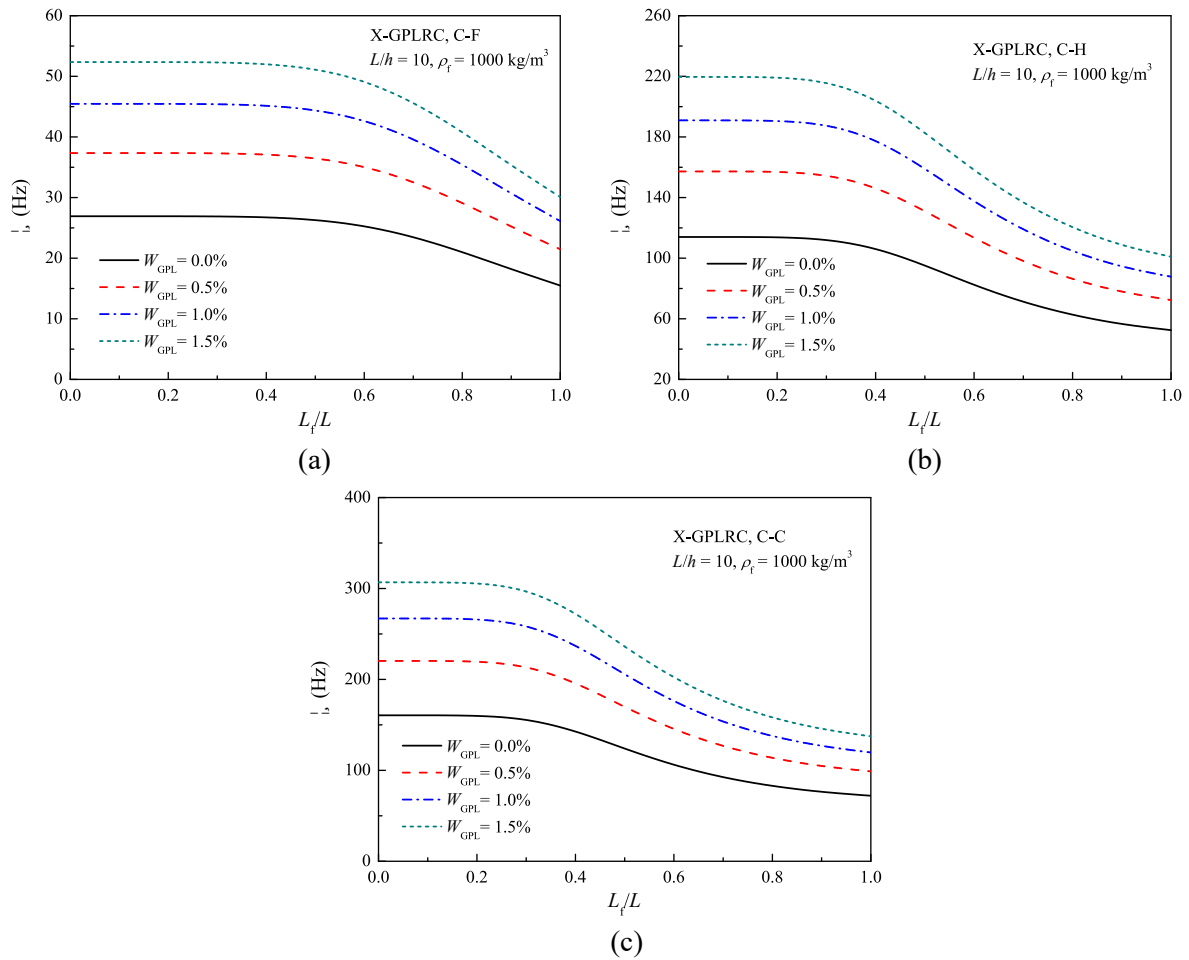 60
50
40
30
20
10
0
(Hz)
X-GPLRC, C-F
L/h = 10, ρf = 1000 kg/m³
WGPL = 0.0%
WGPL = 0.5%
WGPL = 1.0%
WGPL = 1.5%
0.0 0.2 0.4 0.6 0.8 1.0
Lf/L
(a)
260
220
180
140
100
60
20
(Hz)
X-GPLRC, C-H
L/h = 10, ρf = 1000 kg/m³
WGPL = 0.0%
WGPL = 0.5%
WGPL = 1.0%
WGPL = 1.5%
0.0 0.2 0.4 0.6 0.8 1.0
Lf/L
(b)
400
300
200
100
0
(Hz)
X-GPLRC, C-C
L/h = 10, ρf = 1000 kg/m³
WGPL = 0.0%
WGPL = 0.5%
WGPL = 1.0%
WGPL = 1.5%
0.0 0.2 0.4 0.6 0.8 1.0
Lf/L
(c)